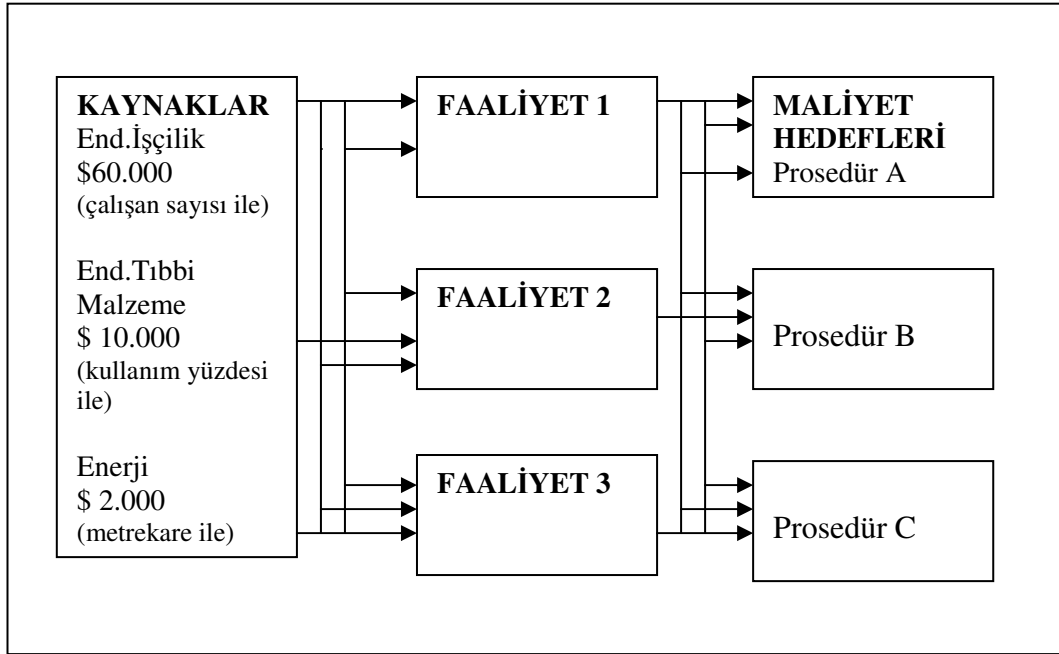 KAYNAKLAR
End.İşçilik
$60.000
(çalışan sayısı ile)
End.Tıbbi
Malzeme
$ 10.000
(kullanım yüzdesi
ile)
Enerji
$ 2.000
(metrekare ile)
FAALİYET 1
FAALİYET 2
FAALİYET 3
MALİYET
HEDEFLERİ
Prosedür A
Prosedür B
Prosedür C